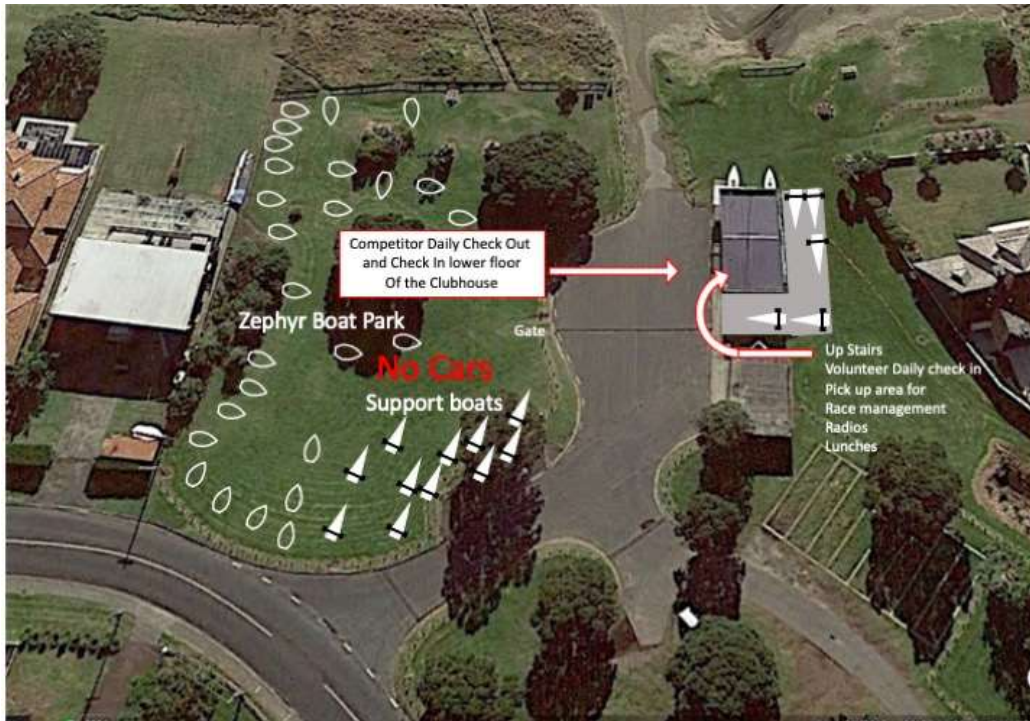 Competitor Daily Check Out
and Check In lower floor
Of the Clubhouse
Zephyr Boat Park
Gate
No Cars
Support boats
Up Stairs
Volunteer Daily check in
Pick up area for
Race management
Radios
Lunches